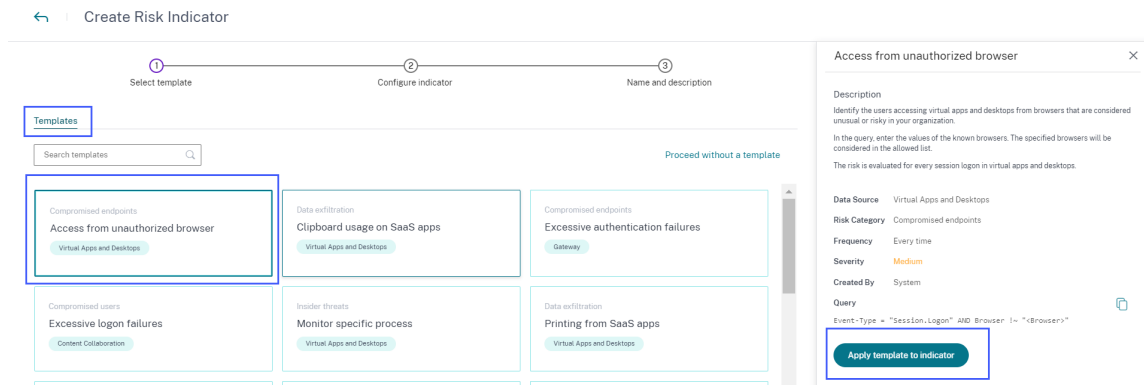 Create Risk Indicator
1
2
3
Select template
Configure indicator
Name and description
Templates
Search templates
Proceed without a template
Compromised endpoints
Access from unauthorized browser
Virtual Apps and Desktops
Data exfiltration
Clipboard usage on SaaS apps
Virtual Apps and Desktops
Compromised endpoints
Excessive authentication failures
Gateway
Compromised users
Excessive logon failures
Content Collaboration
Insider threats
Monitor specific process
Virtual Apps and Desktops
Data exfiltration
Printing from SaaS apps
Virtual Apps and Desktops
Access from unauthorized browser
Description
Identify the users accessing virtual apps and desktops from browsers that are considered
unusual or risky in your organization.
In the query, enter the values of the known browsers. The specified browsers will be
considered in the allowed list.
The risk is evaluated for every session logon in virtual apps and desktops.
Data Source Virtual Apps and Desktops
Risk Category Compromised endpoints
Frequency Every time
Severity Medium
Created By System
Query
Event-Type = "Session.Logon" AND Browser !~ "<Browser>"
Apply template to indicator